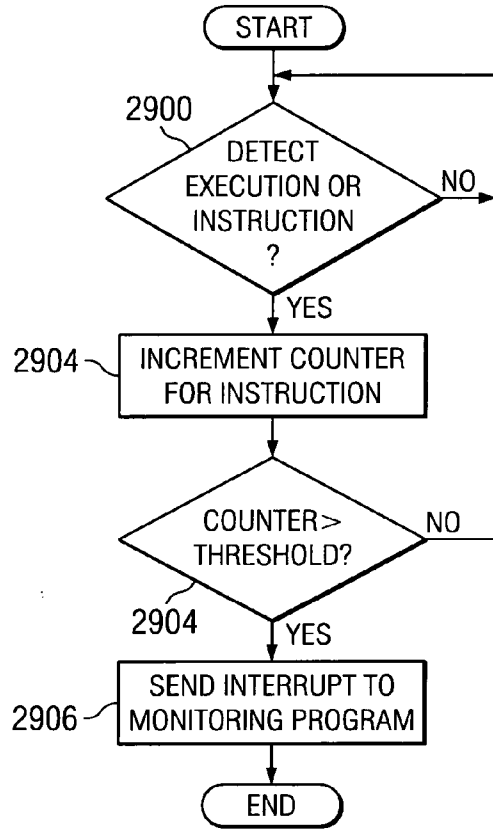 START
2900
DETECT
EXECUTION OR
INSTRUCTION
?
NO
YES
2904
INCREMENT COUNTER
FOR INSTRUCTION
COUNTER>
THRESHOLD?
NO
2904
YES
2906
SEND INTERRUPT TO
MONITORING PROGRAM
END